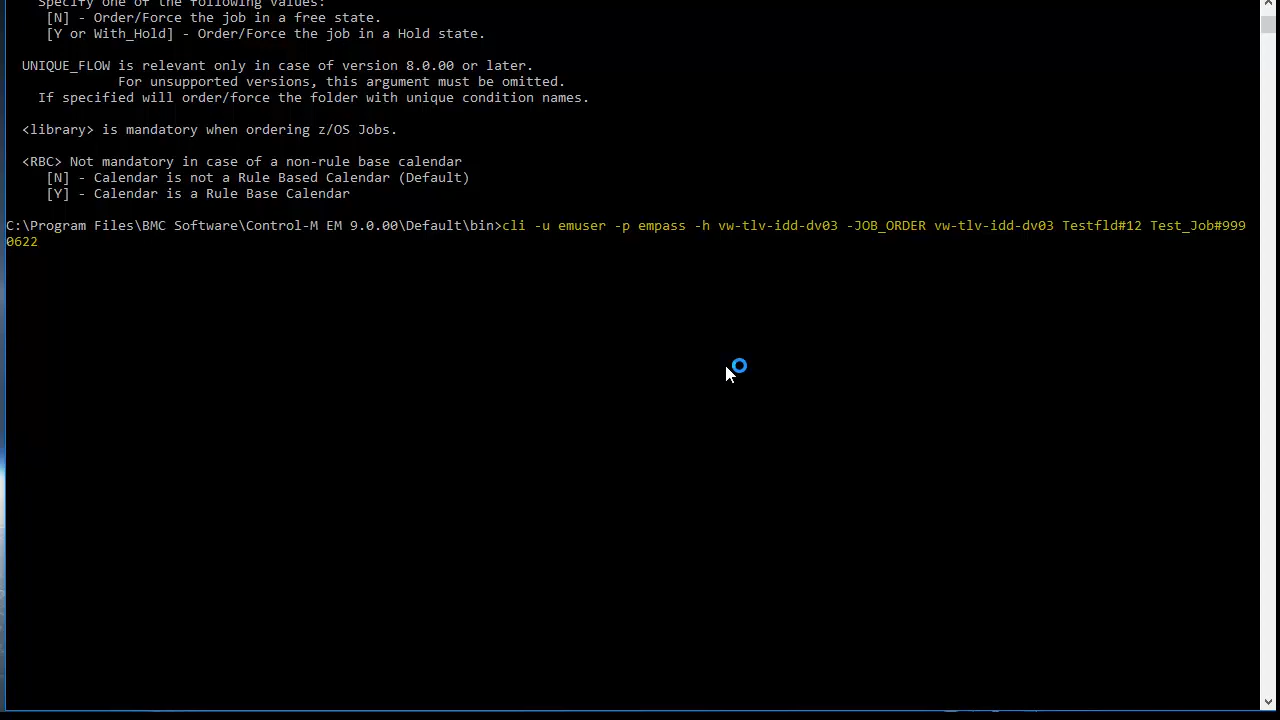 Specify one of the following values:
[N] - Order/Force the job in a free state.
[Y or With_Hold] - Order/Force the job in a Hold state.
UNIQUE_FLOW is relevant only in case of version 8.0.00 or later.
For unsupported versions, this argument must be omitted.
If specified will order/force the folder with unique condition names.
<library> is mandatory when ordering z/OS Jobs.
<RBC> Not mandatory in case of a non-rule base calendar
[N] - Calendar is not a Rule Based Calendar (Default)
[Y] - Calendar is a Rule Base Calendar
C:\Program Files\BMC Software\Control-M EM 9.0.00\Default\bin>cli -u emuser -p empass -h vw-tlv-idd-dv03 -JOB_ORDER vw-tlv-idd-dv03 Testfld#12 Test_Job#999
0622